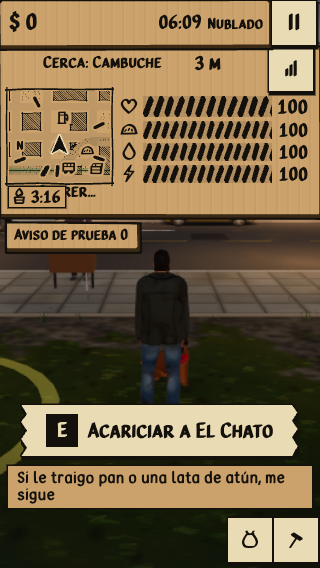 $ 0
06:09 Nublado
Cerca: Cambuche 3 m
100
100
100
100
N
3:16
RER...
Aviso de prueba 0
E Acariciar a El Chato
Si le traigo pan o una lata de atún, me
sigue